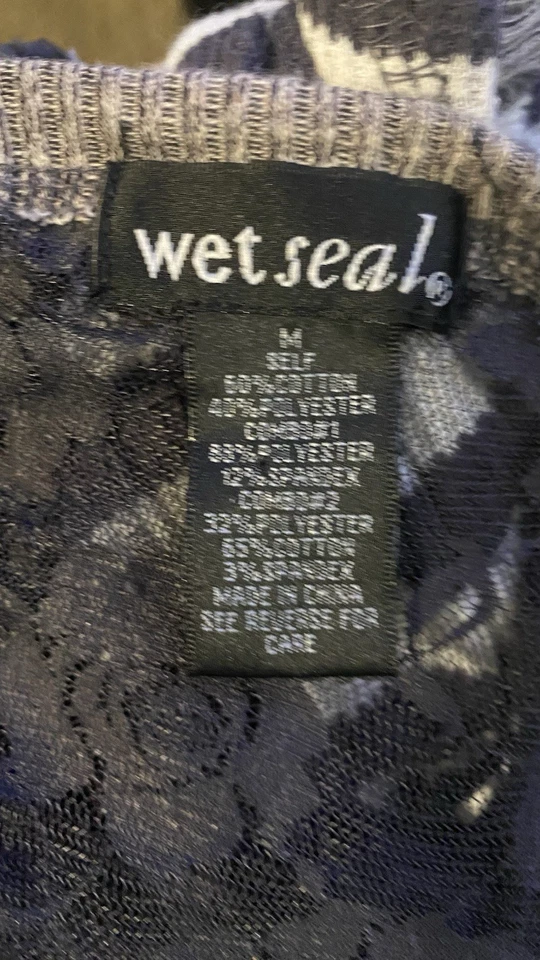 wet seal®
M
SELF
60%COTTON
40%POLYESTER
COMBO#1
88%POLYESTER
12%SPANDEX
COMBO#2
32%POLYESTER
65%COTTON
3%SPANDEX
MADE IN CHINA
SEE REVERSE FOR
CARE